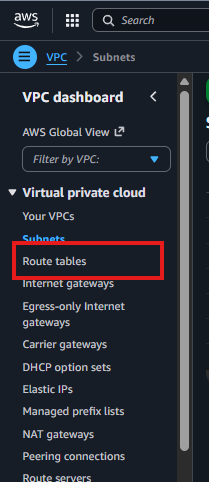 aws
Search
VPC > Subnets
VPC dashboard
AWS Global View
Filter by VPC:
Virtual private cloud
Your VPCs
Subnets
Route tables
Internet gateways
Egress-only Internet
gateways
Carrier gateways
DHCP option sets
Elastic IPs
Managed prefix lists
NAT gateways
Peering connections
Route servers